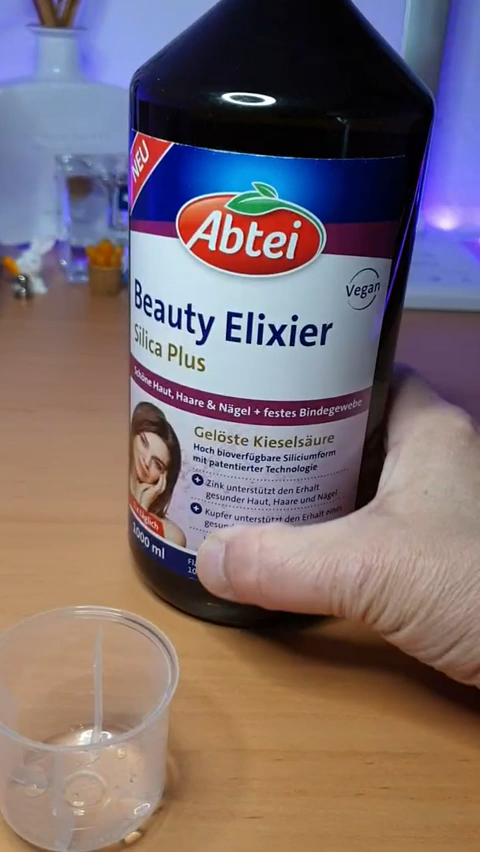 NEU
Abtei
Vegan
Beauty Elixier
Silica Plus
Schöne Haut, Haare & Nägel + festes Bindegewebe
Gelöste Kieselsäure
Hoch bioverfügbare Siliciumform
mit patentierter Technologie
Zink unterstützt den Erhalt
gesunder Haut, Haare und Nägel
Kupfer unterstützt den Erhalt
täglich
1000 ml